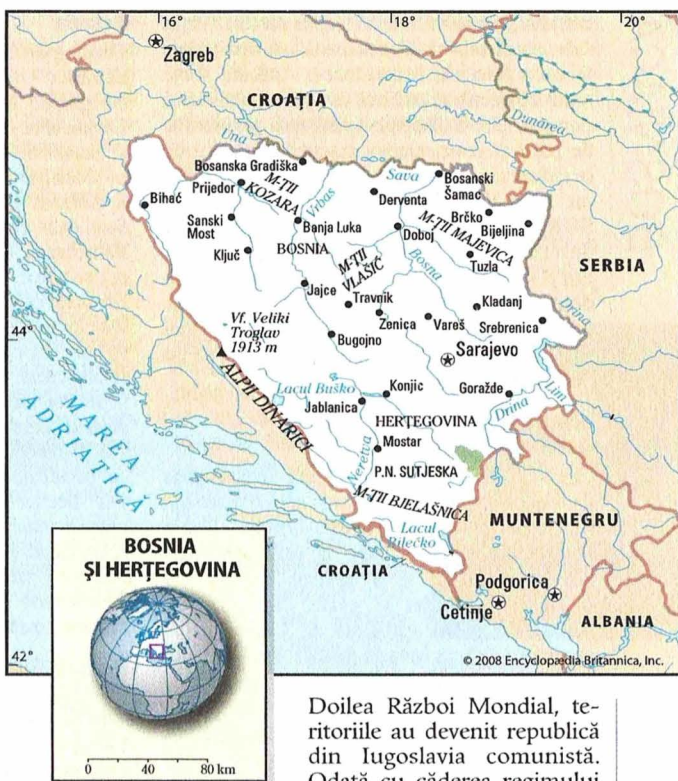 16°
18°
20°
Zagreb
CROAȚIA
Dunărea
Una
Sava
Bosanska Gradiška
Bosanski
Šamac
Prijedor
M-ȚII
KOZARA
Vrbas
Derventa
Bihać
Brčko
Bijeljina
Sanski
Most
Banja Luka
Doboj
M-ȚII MAJEVICA
Ključ
BOSNIA
M-ȚII
VLAŠIĆ
Bosna
Tuzla
SERBIA
Jajce
Travnik
Kladanj
Drina
Zenica
Vareš
Srebrenica
44°
Vf. Veliki
Troglav
1913 m
Bugojno
Sarajevo
ALPII DINARICI
Lacul Buško
Konjic
Goražde
Lim
Jablanica
Drina
MAREA
ADRIATICĂ
HERȚEGOVINA
Mostar
Neretva
P.N. SUTJESKA
M-ȚII BJELAŠNICA
MUNTENEGRU
Lacul
Bilećko
CROAȚIA
Podgorica
Cetinje
ALBANIA
42°
© 2008 Encyclopædia Britannica, Inc.
BOSNIA
ȘI HERȚEGOVINA
0 40 80 km
Doilea Război Mondial, te-
ritoriile au devenit republică
din Iugoslavia comunistă.
Odată cu căderea regimului